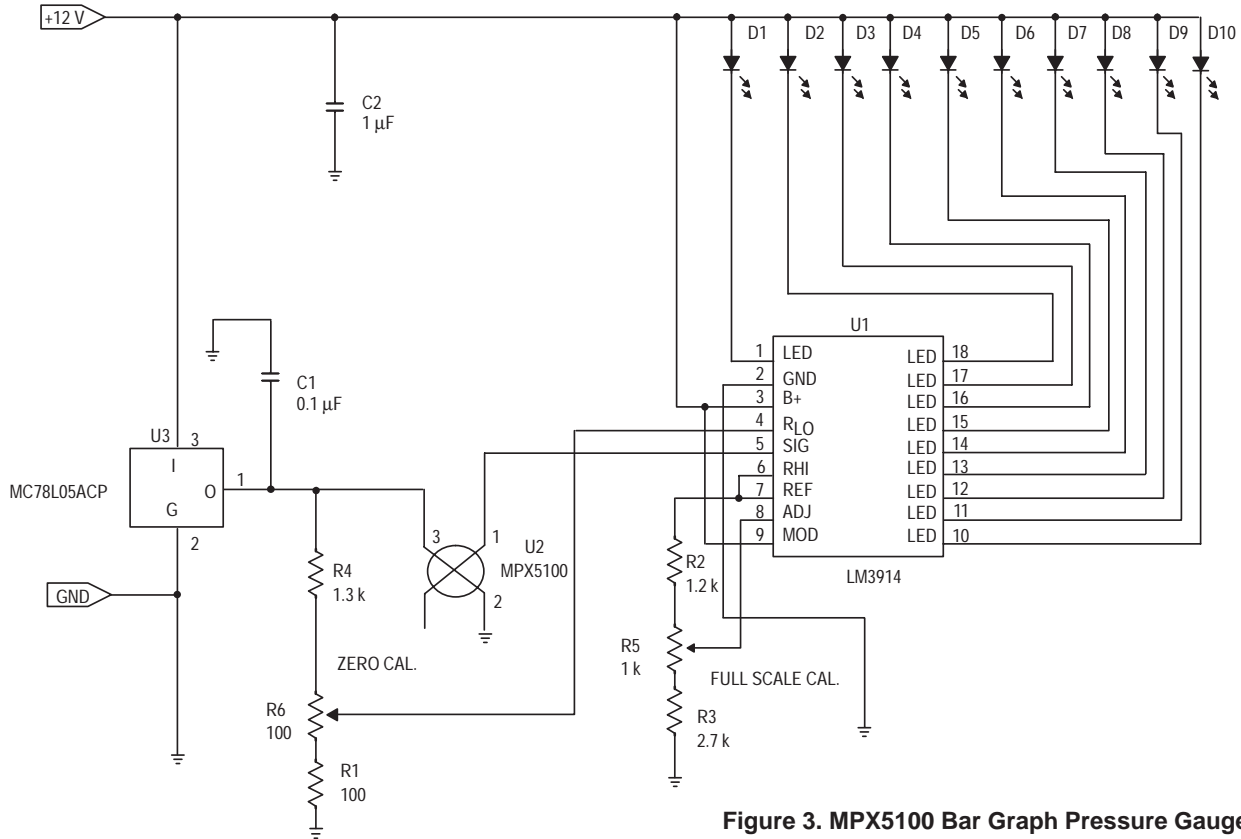 +12 V
D1 D2 D3 D4 D5 D6 D7 D8 D9 D10
C2
1 µF
U1
1 LED LED 18
2 GND LED 17
3 B+ LED 16
4 RLO LED 15
5 SIG LED 14
6 RHI LED 13
7 REF LED 12
8 ADJ LED 11
9 MOD LED 10
LM3914
C1
0.1 µF
U3 3
I
MC78L05ACP
O 1
G
2
GND
3 1
U2
MPX5100
2
R4
1.3 k
ZERO CAL.
R6
100
R1
100
R2
1.2 k
R5
1 k
FULL SCALE CAL.
R3
2.7 k
Figure 3. MPX5100 Bar Graph Pressure Gauge